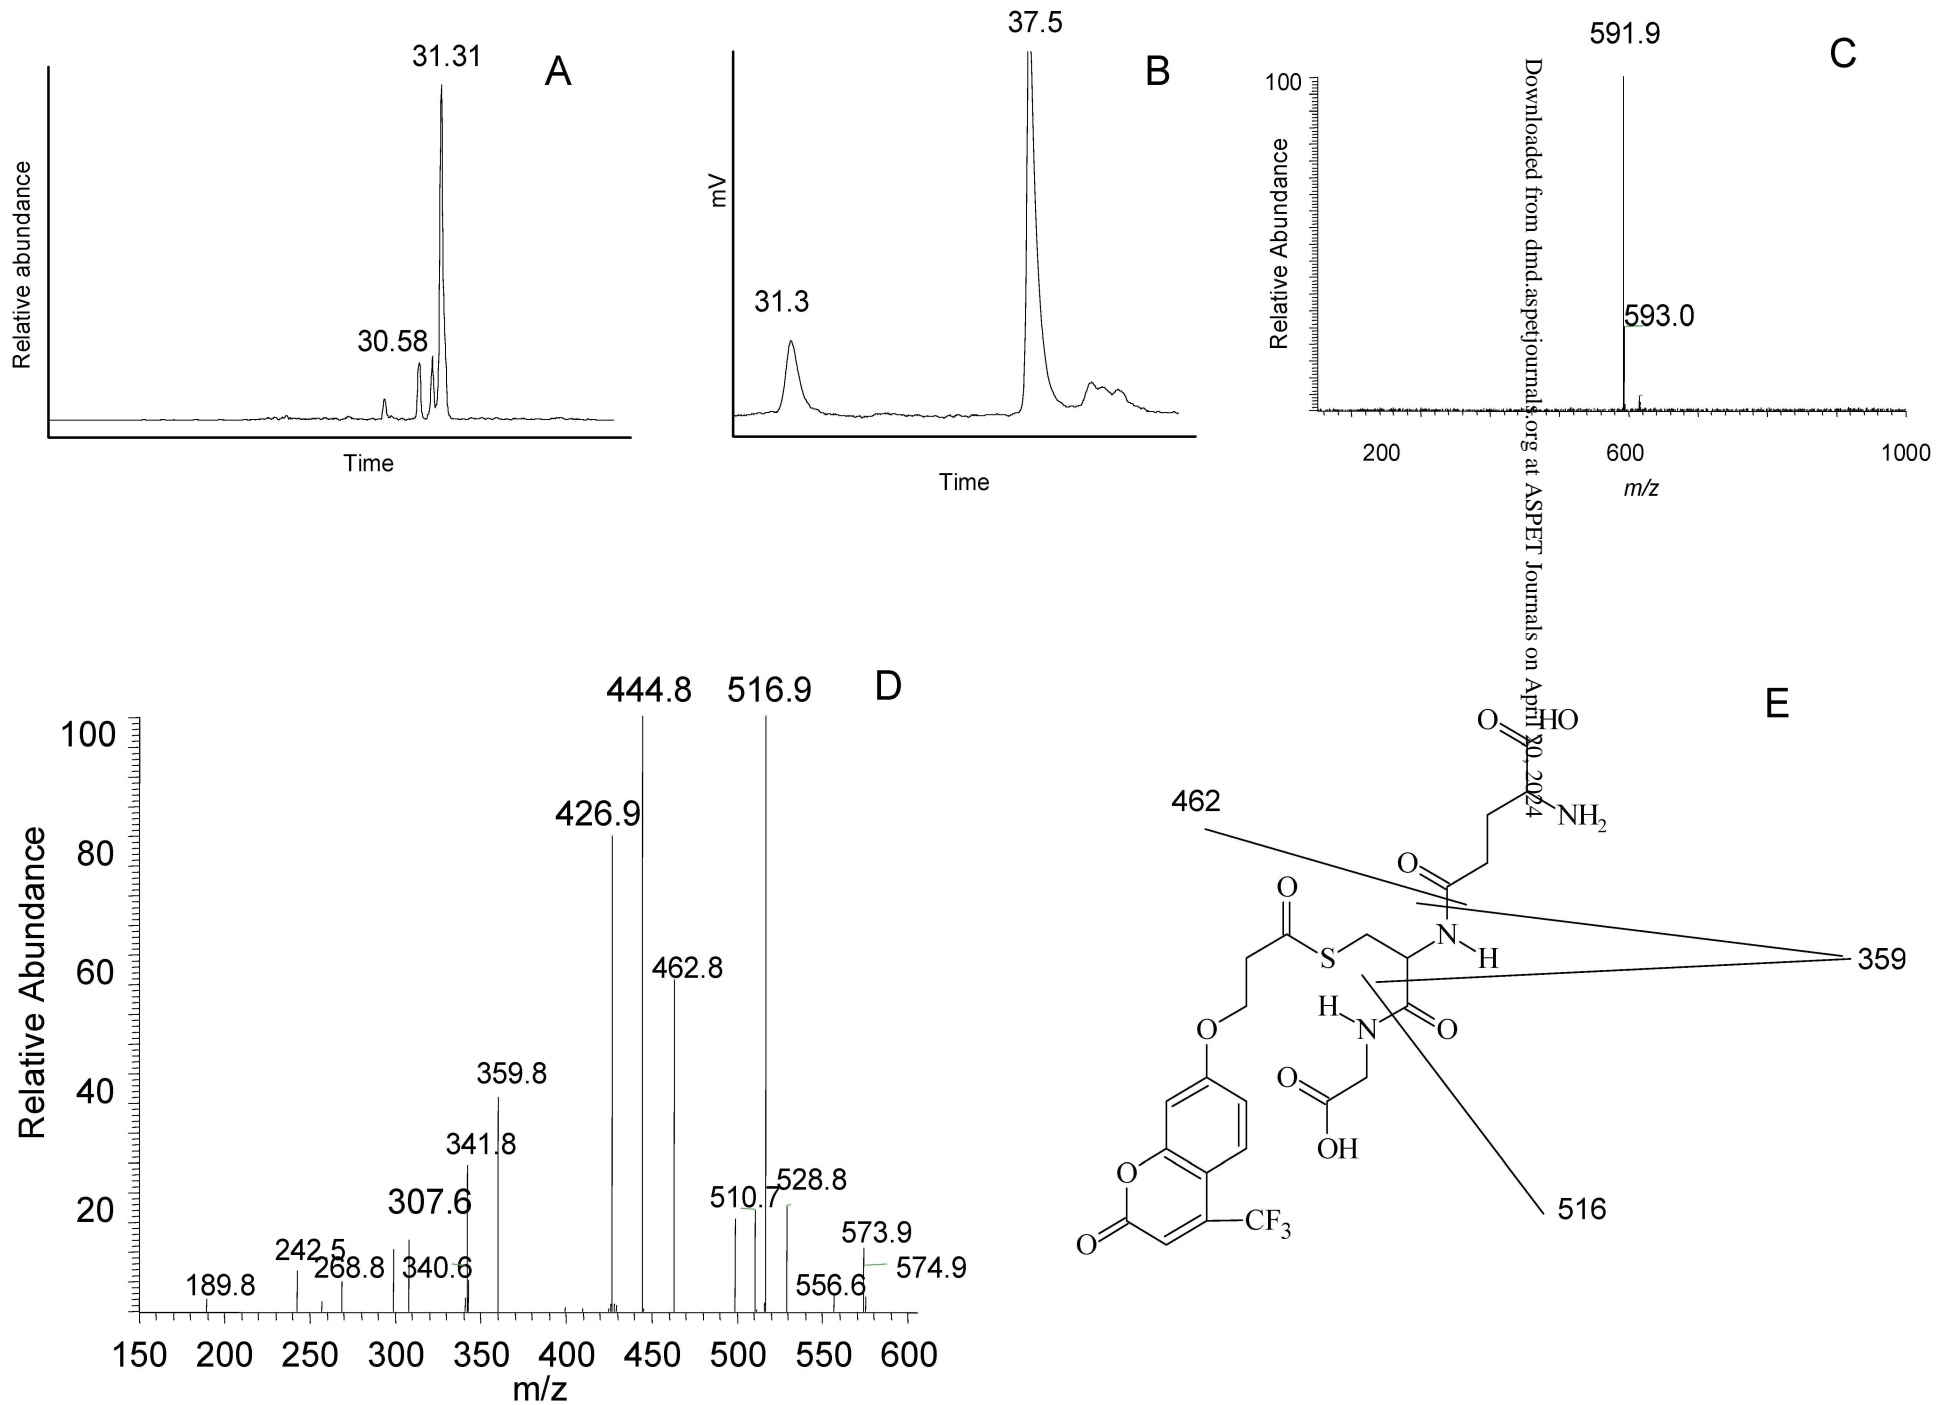 A
31.31
30.58
Relative abundance
Time
B
37.5
31.3
mV
Time
C
591.9
100
593.0
Relative Abundance
200 600 1000
m/z
Downloaded from dmd.aspetjournals.org at ASPET Journals on April 20, 2024
D
444.8 516.9
426.9
462.8
359.8
341.8
528.8
510.7
307.6
573.9
242.5
268.8
340.6
574.9
189.8
556.6
100
80
60
40
20
Relative Abundance
150 200 250 300 350 400 450 500 550 600
m/z
E
O HO
NH2
462
O
O
N
H
S
359
H
N
O
O
O
OH
O
516
CF3
O